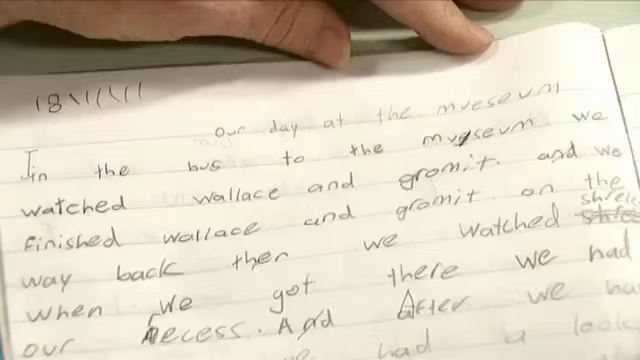 18\11\11
our day at the mueseum
In the bus to the museum we
watched wallace and gromit. and we
finished wallace and gromit on the
way back then we watched
when we got there we had
our Recess. And After we
had a look